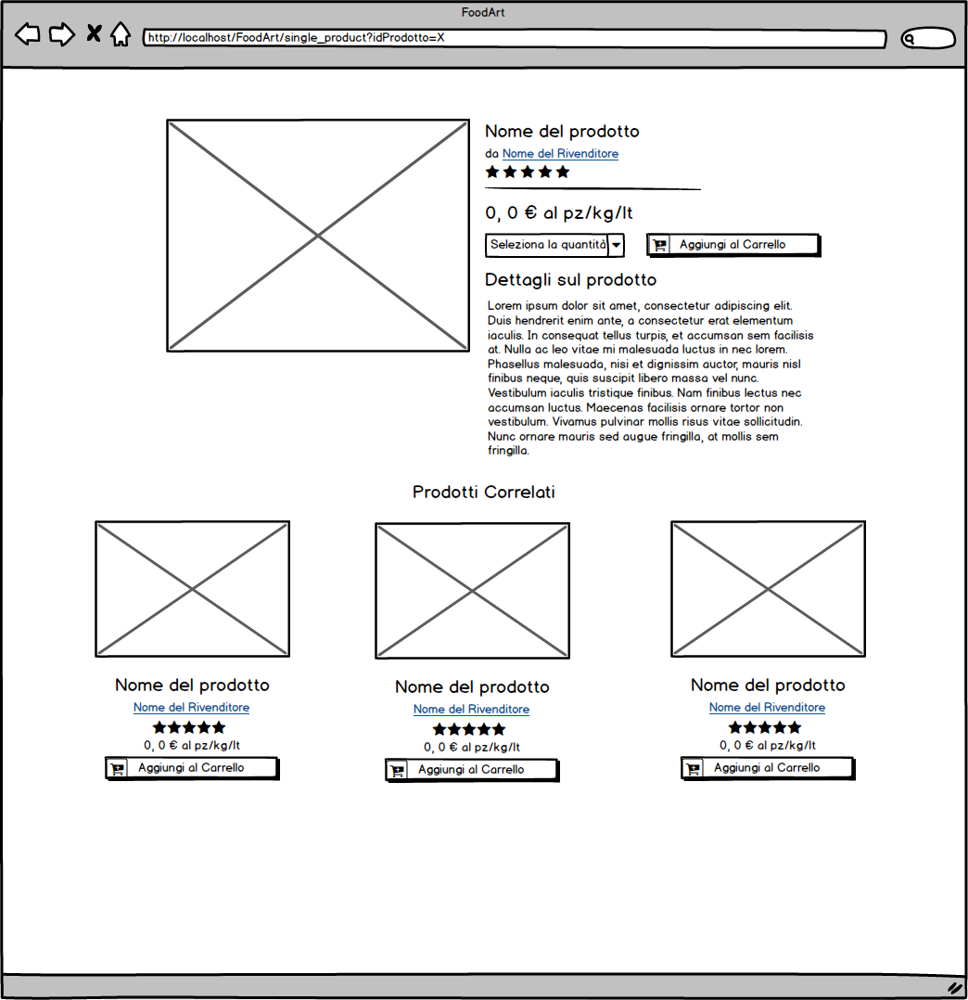 FoodArt
http://localhost/FoodArt/single_product?idProdotto=X
Nome del prodotto
da Nome del Rivenditore
0, 0 € al pz/kg/lt
Seleziona la quantità
Aggiungi al Carrello
Dettagli sul prodotto
Lorem ipsum dolor sit amet, consectetur adipiscing elit.
Duis hendrerit enim ante, a consectetur erat elementum
iaculis. In consequat tellus turpis, et accumsan sem facilisis
at. Nulla ac leo vitae mi malesuada luctus in nec lorem.
Phasellus malesuada, nisi et dignissim auctor, mauris nisl
finibus neque, quis suscipit libero massa vel nunc.
Vestibulum iaculis tristique finibus. Nam finibus lectus nec
accumsan luctus. Maecenas facilisis ornare tortor non
vestibulum. Vivamus pulvinar mollis risus vitae sollicitudin.
Nunc ornare mauris sed augue fringilla, at mollis sem
fringilla.
Prodotti Correlati
Nome del prodotto
Nome del Rivenditore
0, 0 € al pz/kg/lt
Aggiungi al Carrello
Nome del prodotto
Nome del Rivenditore
0, 0 € al pz/kg/lt
Aggiungi al Carrello
Nome del prodotto
Nome del Rivenditore
0, 0 € al pz/kg/lt
Aggiungi al Carrello